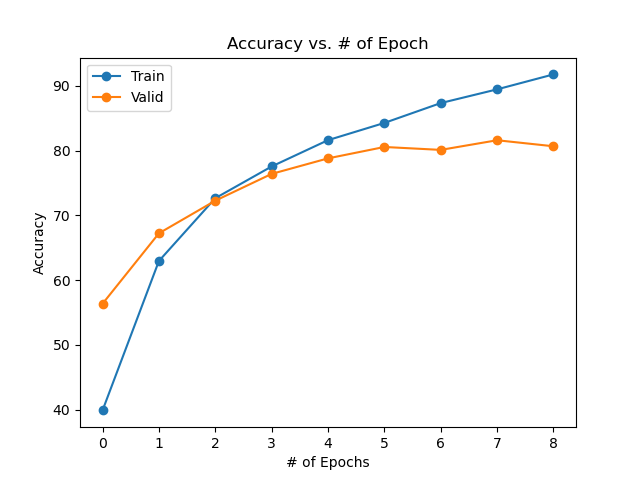 Accuracy vs. # of Epoch
Train
Valid
Accuracy
90
80
70
60
50
40
0 1 2 3 4 5 6 7 8
# of Epochs